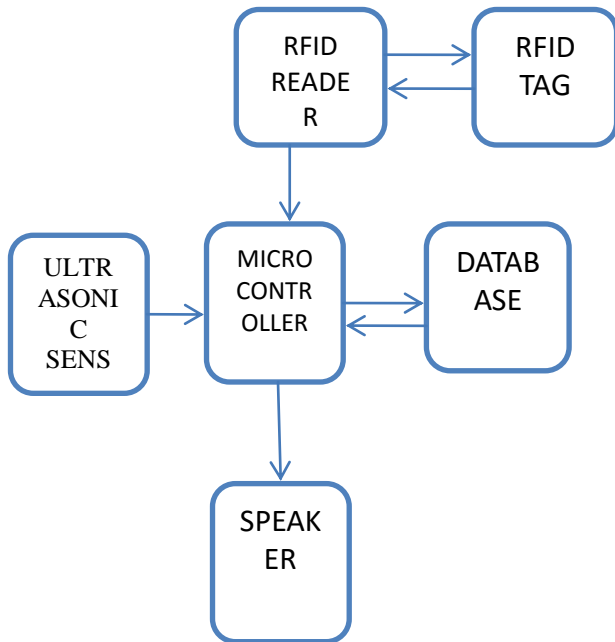 RFID
READE
R
RFID
TAG
ULTR
ASONI
C
SENS
MICRO
CONTR
OLLER
DATAB
ASE
SPEAK
ER